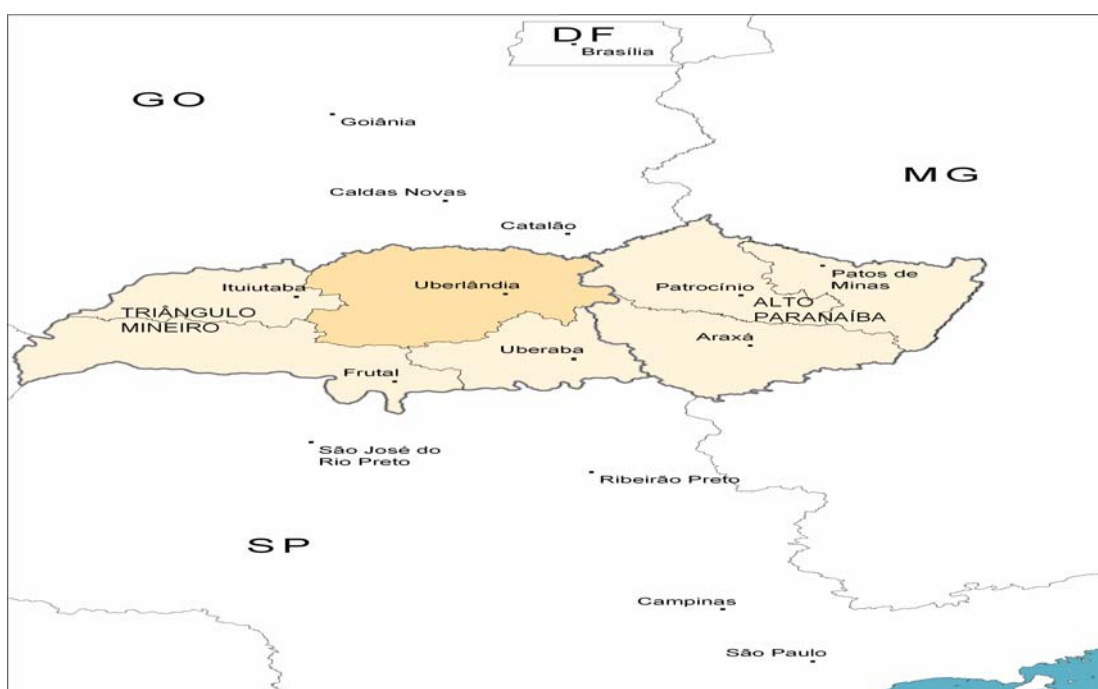 DF
Brasília
GO
Goiânia
MG
Caldas Novas
Catalão
Ituiutaba
Uberlândia
Patrocínio
Patos de
Minas
TRIÂNGULO
MINEIRO
ALTO
PARANAÍBA
Uberaba
Araxá
Frutal
São José do
Rio Preto
Ribeirão Preto
SP
Campinas
São Paulo